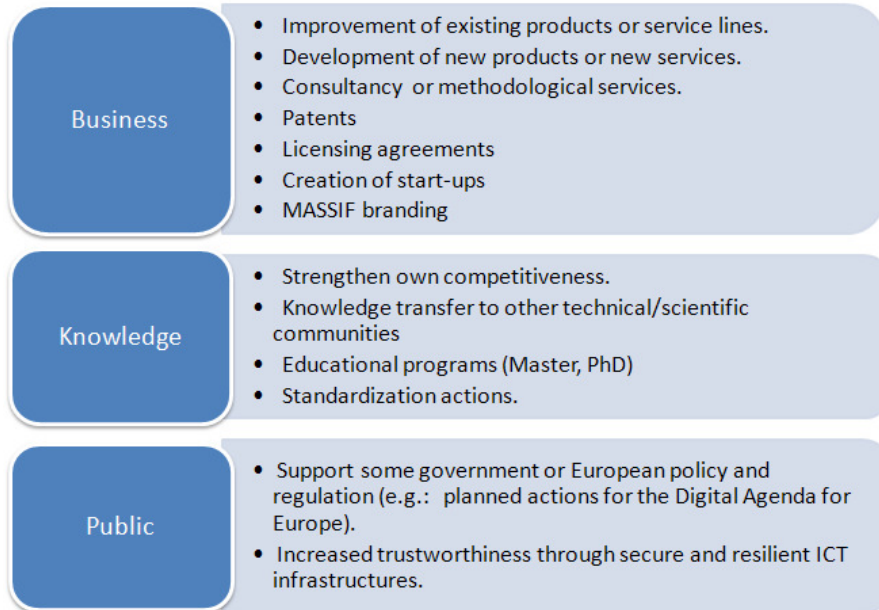 Business
• Improvement of existing products or service lines.
• Development of new products or new services.
• Consultancy or methodological services.
• Patents
• Licensing agreements
• Creation of start-ups
• MASSIF branding
Knowledge
• Strengthen own competitiveness.
• Knowledge transfer to other technical/scientific
communities
• Educational programs (Master, PhD)
• Standardization actions.
Public
• Support some government or European policy and
regulation (e.g.: planned actions for the Digital Agenda for
Europe).
• Increased trustworthiness through secure and resilient ICT
infrastructures.